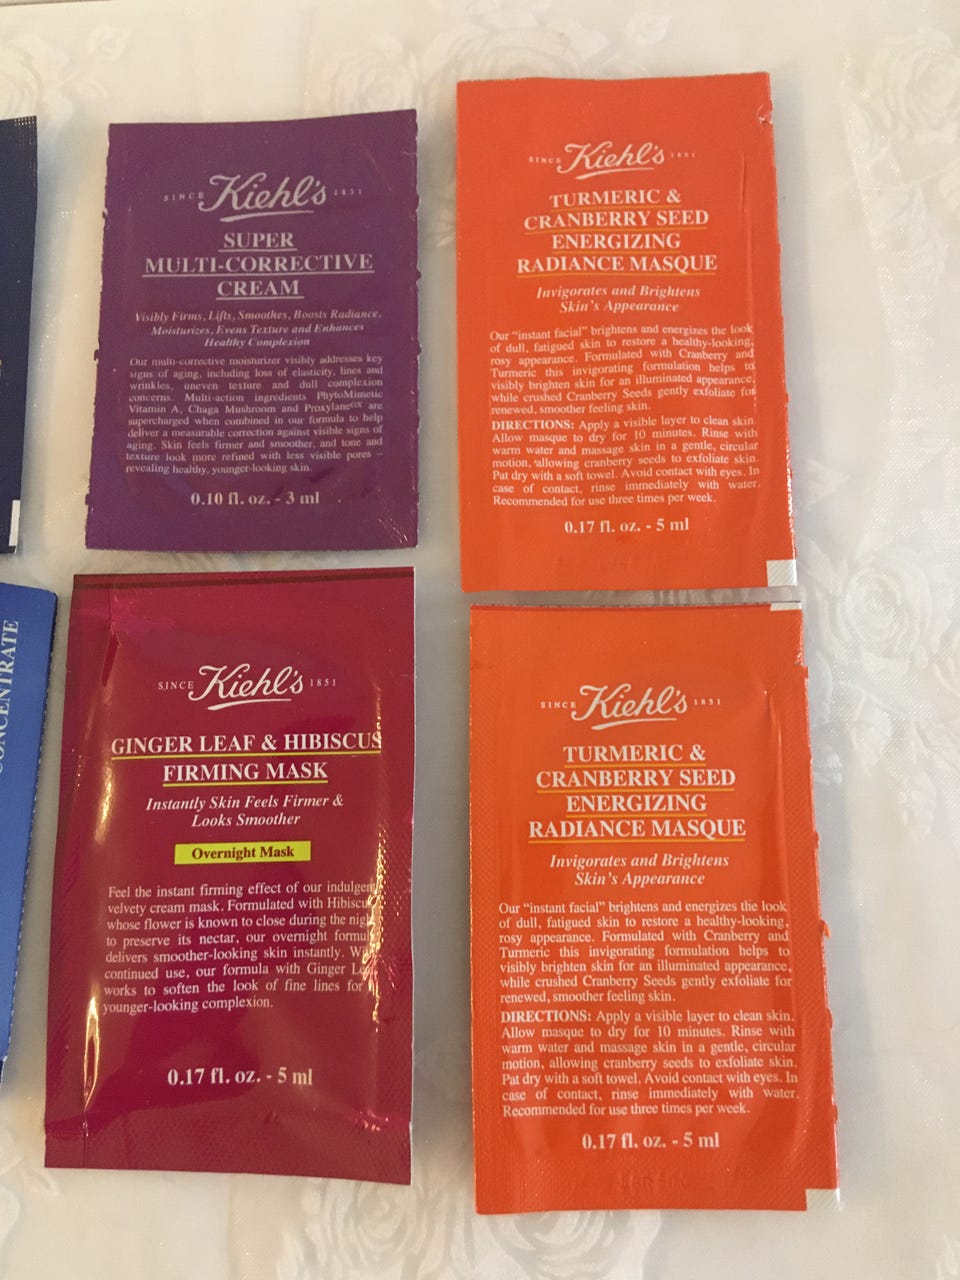 SINCE Kiehl's 1851
SUPER
MULTI-CORRECTIVE
CREAM
Visibly Firms, Lifts, Smoothes, Boosts Radiance,
Moisturizes, Evens Texture and Enhances
Healthy Complexion
Our multi-corrective moisturizer visibly addresses key
signs of aging, including loss of elasticity, lines and
wrinkles, uneven texture and dull complexion
concerns. Multi-action ingredients PhytoMimetic
Vitamin A, Chaga Mushroom and Proxylaneᴳˣ are
supercharged when combined in our formula to help
deliver a measurable correction against visible signs of
aging. Skin feels firmer and smoother, and tone and
texture look more refined with less visible pores –
revealing healthy, younger-looking skin.
0.10 fl. oz. - 3 ml
SINCE Kiehl's 1851
TURMERIC &
CRANBERRY SEED
ENERGIZING
RADIANCE MASQUE
Invigorates and Brightens
Skin's Appearance
Our "instant facial" brightens and energizes the look
of dull, fatigued skin to restore a healthy-looking,
rosy appearance. Formulated with Cranberry and
Turmeric this invigorating formulation helps to
visibly brighten skin for an illuminated appearance,
while crushed Cranberry Seeds gently exfoliate for
renewed, smoother feeling skin.
DIRECTIONS: Apply a visible layer to clean skin.
Allow masque to dry for 10 minutes. Rinse with
warm water and massage skin in a gentle, circular
motion, allowing cranberry seeds to exfoliate skin.
Pat dry with a soft towel. Avoid contact with eyes. In
case of contact, rinse immediately with water.
Recommended for use three times per week.
0.17 fl. oz. - 5 ml
CONCENTRATE
SINCE Kiehl's 1851
GINGER LEAF & HIBISCUS
FIRMING MASK
Instantly Skin Feels Firmer &
Looks Smoother
Overnight Mask
Feel the instant firming effect of our indulgen
velvety cream mask. Formulated with Hibiscu
whose flower is known to close during the nigh
to preserve its nectar, our overnight formul
delivers smoother-looking skin instantly. Wi
continued use, our formula with Ginger Le
works to soften the look of fine lines for
younger-looking complexion.
0.17 fl. oz. - 5 ml
SINCE Kiehl's 1851
TURMERIC &
CRANBERRY SEED
ENERGIZING
RADIANCE MASQUE
Invigorates and Brightens
Skin's Appearance
Our "instant facial" brightens and energizes the look
of dull, fatigued skin to restore a healthy-looking,
rosy appearance. Formulated with Cranberry and
Turmeric this invigorating formulation helps to
visibly brighten skin for an illuminated appearance,
while crushed Cranberry Seeds gently exfoliate for
renewed, smoother feeling skin.
DIRECTIONS: Apply a visible layer to clean skin.
Allow masque to dry for 10 minutes. Rinse with
warm water and massage skin in a gentle, circular
motion, allowing cranberry seeds to exfoliate skin.
Pat dry with a soft towel. Avoid contact with eyes. In
case of contact, rinse immediately with water.
Recommended for use three times per week.
0.17 fl. oz. - 5 ml